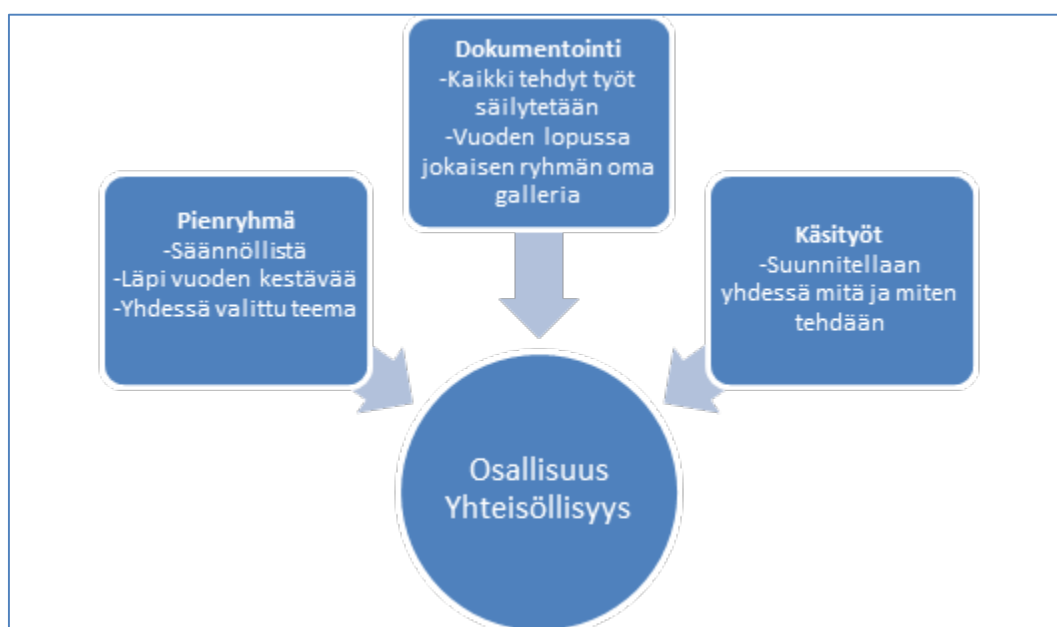 Dokumentointi
-Kaikki tehdyt työt
säilytetään
-Vuoden lopussa
jokaisen ryhmän oma
galleria
Pienryhmä
-Säännöllistä
-Läpi vuoden kestävää
-Yhdessä valittu teema
Käsityöt
-Suunnitellaan
yhdessä mitä ja miten
tehdään
Osallisuus
Yhteisöllisyys